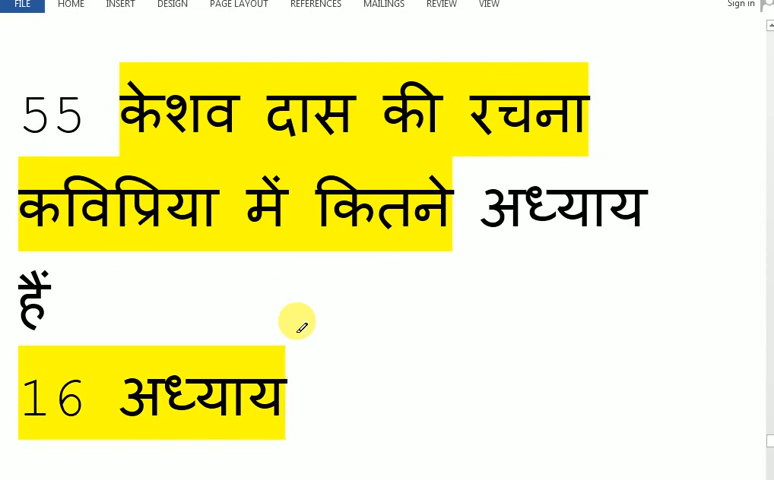 FILE HOME INSERT DESIGN PAGE LAYOUT REFERENCES MAILINGS REVIEW VIEW Sign in
55 केशव दास की रचना
कविप्रिया में कितने अध्याय
हैं
16 अध्याय